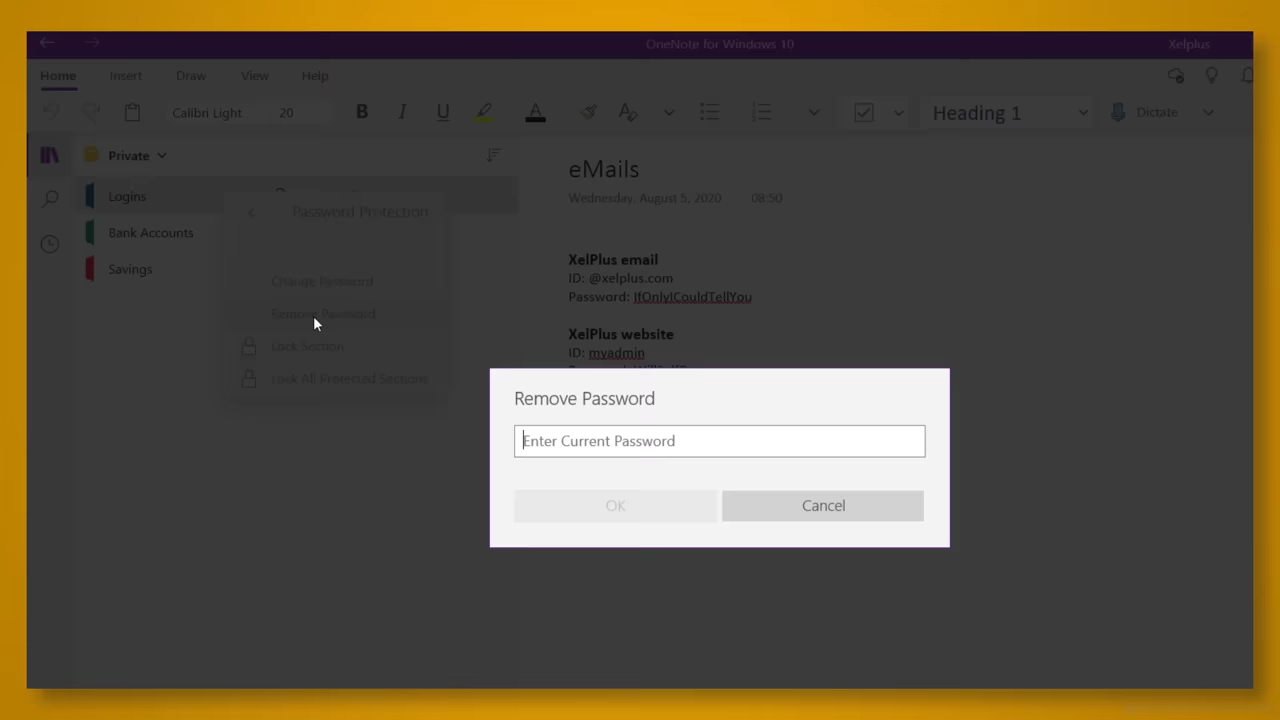 OneNote for Windows 10
Xelplus
Home Insert Draw View Help
Calibri Light 20 B I U A Heading 1 Dictate
Private
Logins
Bank Accounts
Savings
Password Protection
Change Password
Remove Password
Lock Section
Lock All Protected Sections
eMails
Wednesday, August 5, 2020 08:50
XelPlus email
ID: @xelplus.com
Password: IfOnlyICouldTellYou
XelPlus website
ID: myadmin
Remove Password
Enter Current Password
OK Cancel